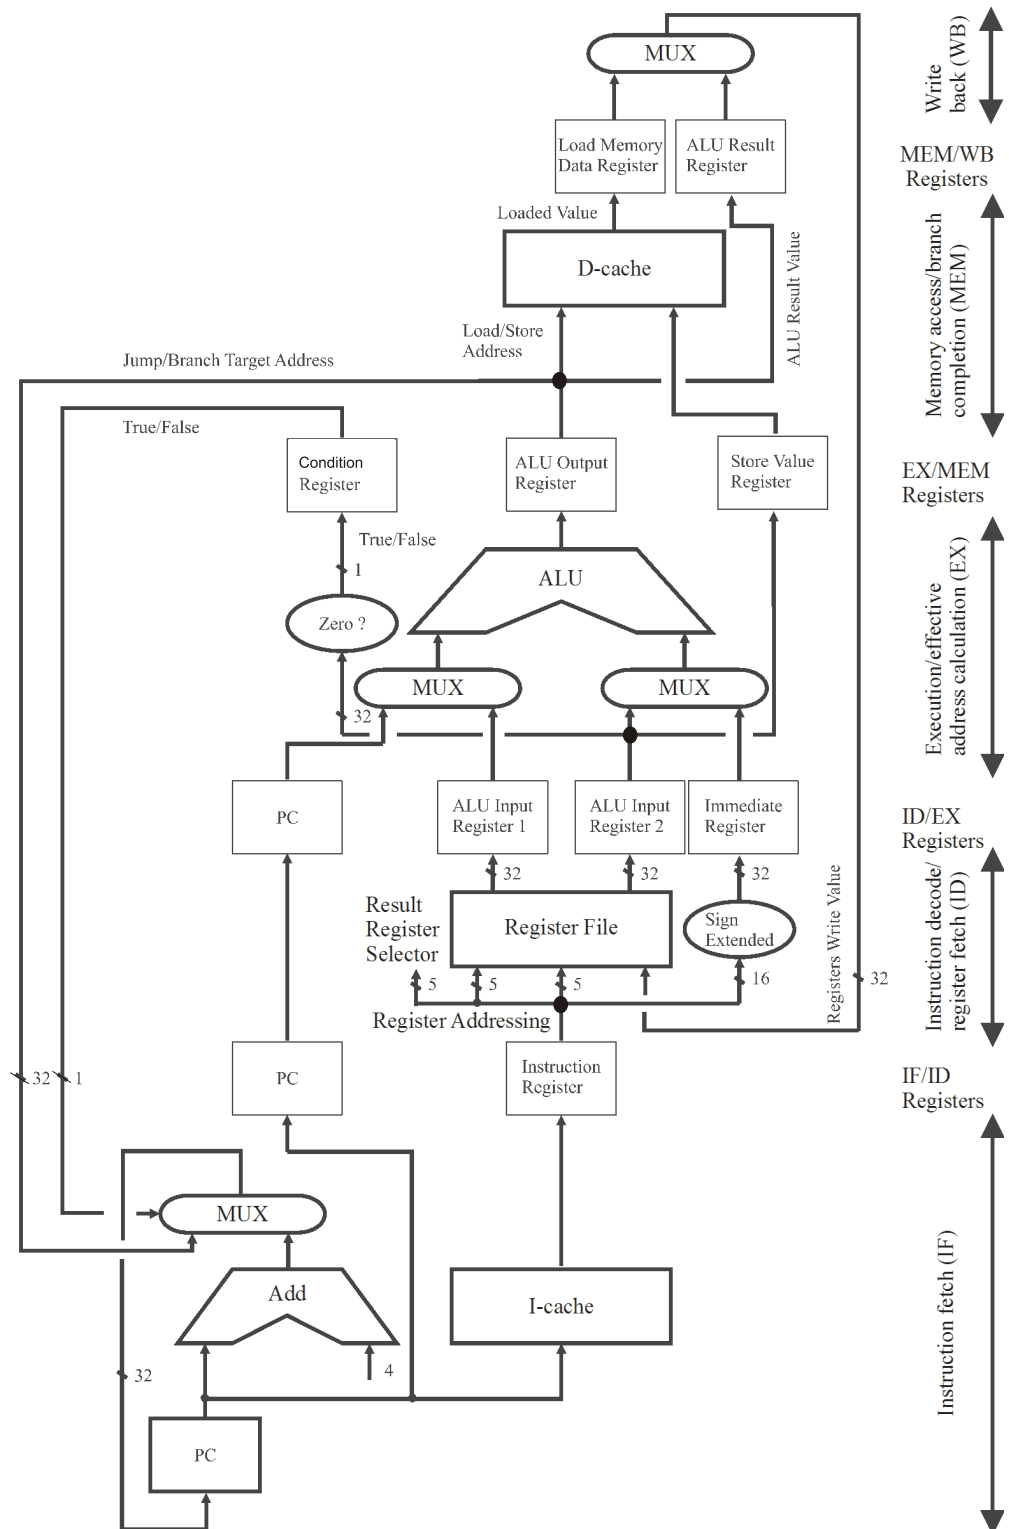 MUX
Write
back (WB)
Load Memory
Data Register
ALU Result
Register
MEM/WB
Registers
Loaded Value
D-cache
ALU Result Value
Memory access/branch
completion (MEM)
Load/Store
Address
Jump/Branch Target Address
True/False
Condition
Register
ALU Output
Register
Store Value
Register
EX/MEM
Registers
True/False
1
ALU
Zero ?
Execution/effective
address calculation (EX)
MUX
MUX
32
PC
ALU Input
Register 1
ALU Input
Register 2
Immediate
Register
ID/EX
Registers
32
32
32
Result
Register
Selector
Register File
Sign
Extended
Registers Write Value
Instruction decode/
register fetch (ID)
5
5
5
16
32
Register Addressing
32
1
PC
Instruction
Register
IF/ID
Registers
MUX
Add
I-cache
Instruction fetch (IF)
32
4
PC